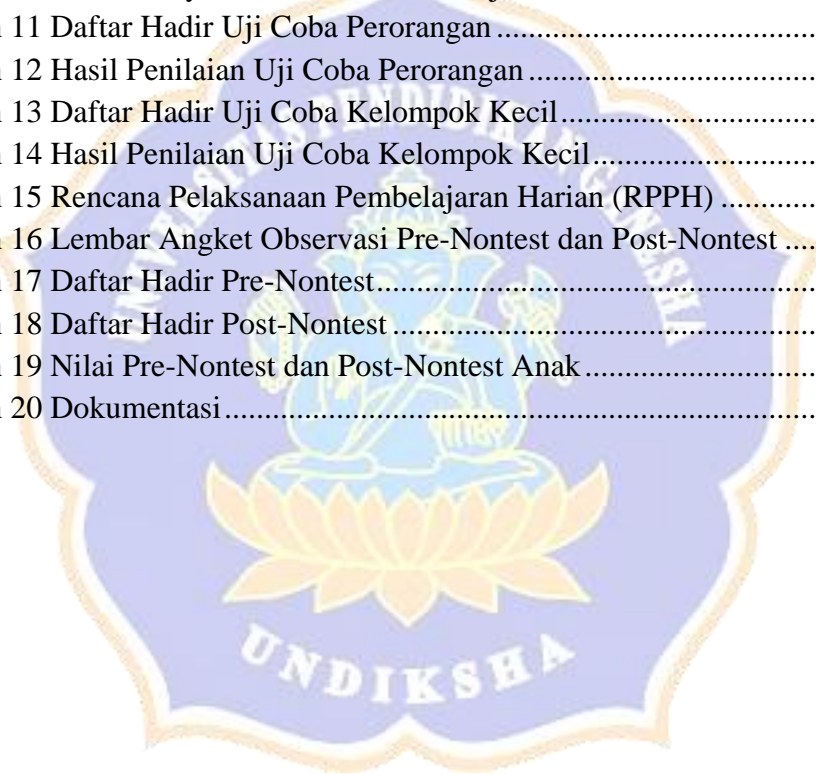 11 Daftar Hadir Uji Coba Perorangan ........................................
12 Hasil Penilaian Uji Coba Perorangan ....................................
13 Daftar Hadir Uji Coba Kelompok Kecil ................................
14 Hasil Penilaian Uji Coba Kelompok Kecil ............................
15 Rencana Pelaksanaan Pembelajaran Harian (RPPH) ............
16 Lembar Angket Observasi Pre-Nontest dan Post-Nontest ....
17 Daftar Hadir Pre-Nontest .......................................................
18 Daftar Hadir Post-Nontest .....................................................
19 Nilai Pre-Nontest dan Post-Nontest Anak .............................
20 Dokumentasi ..........................................................................
UNIVERSITAS PENDIDIKAN GANESHA
UNDIKSHA